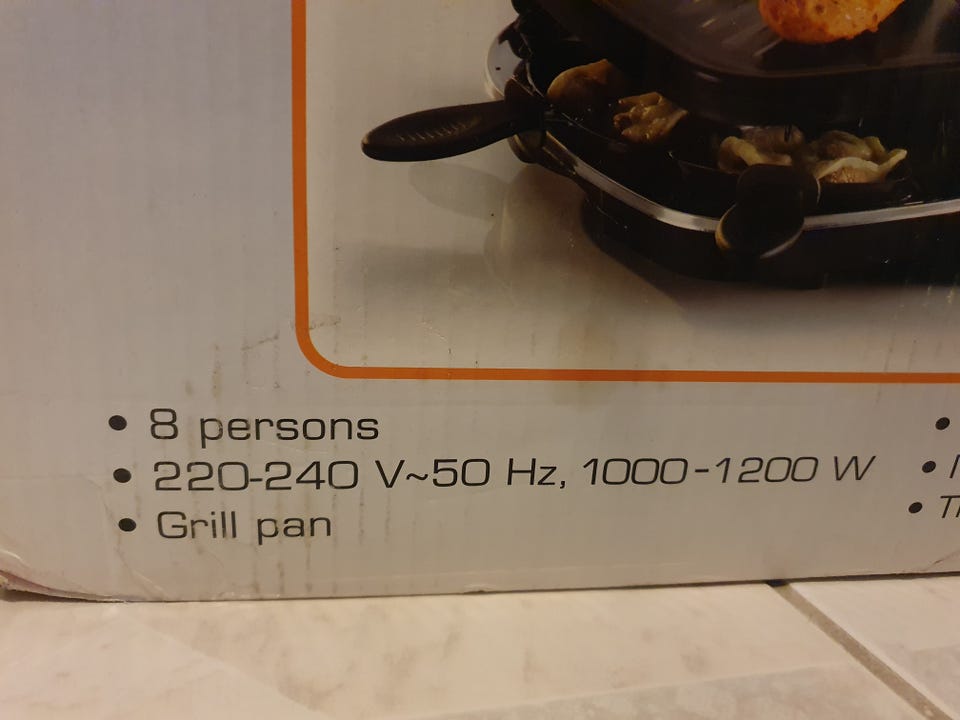 • 8 persons
• 220-240 V~50 Hz, 1000-1200 W
• Grill pan